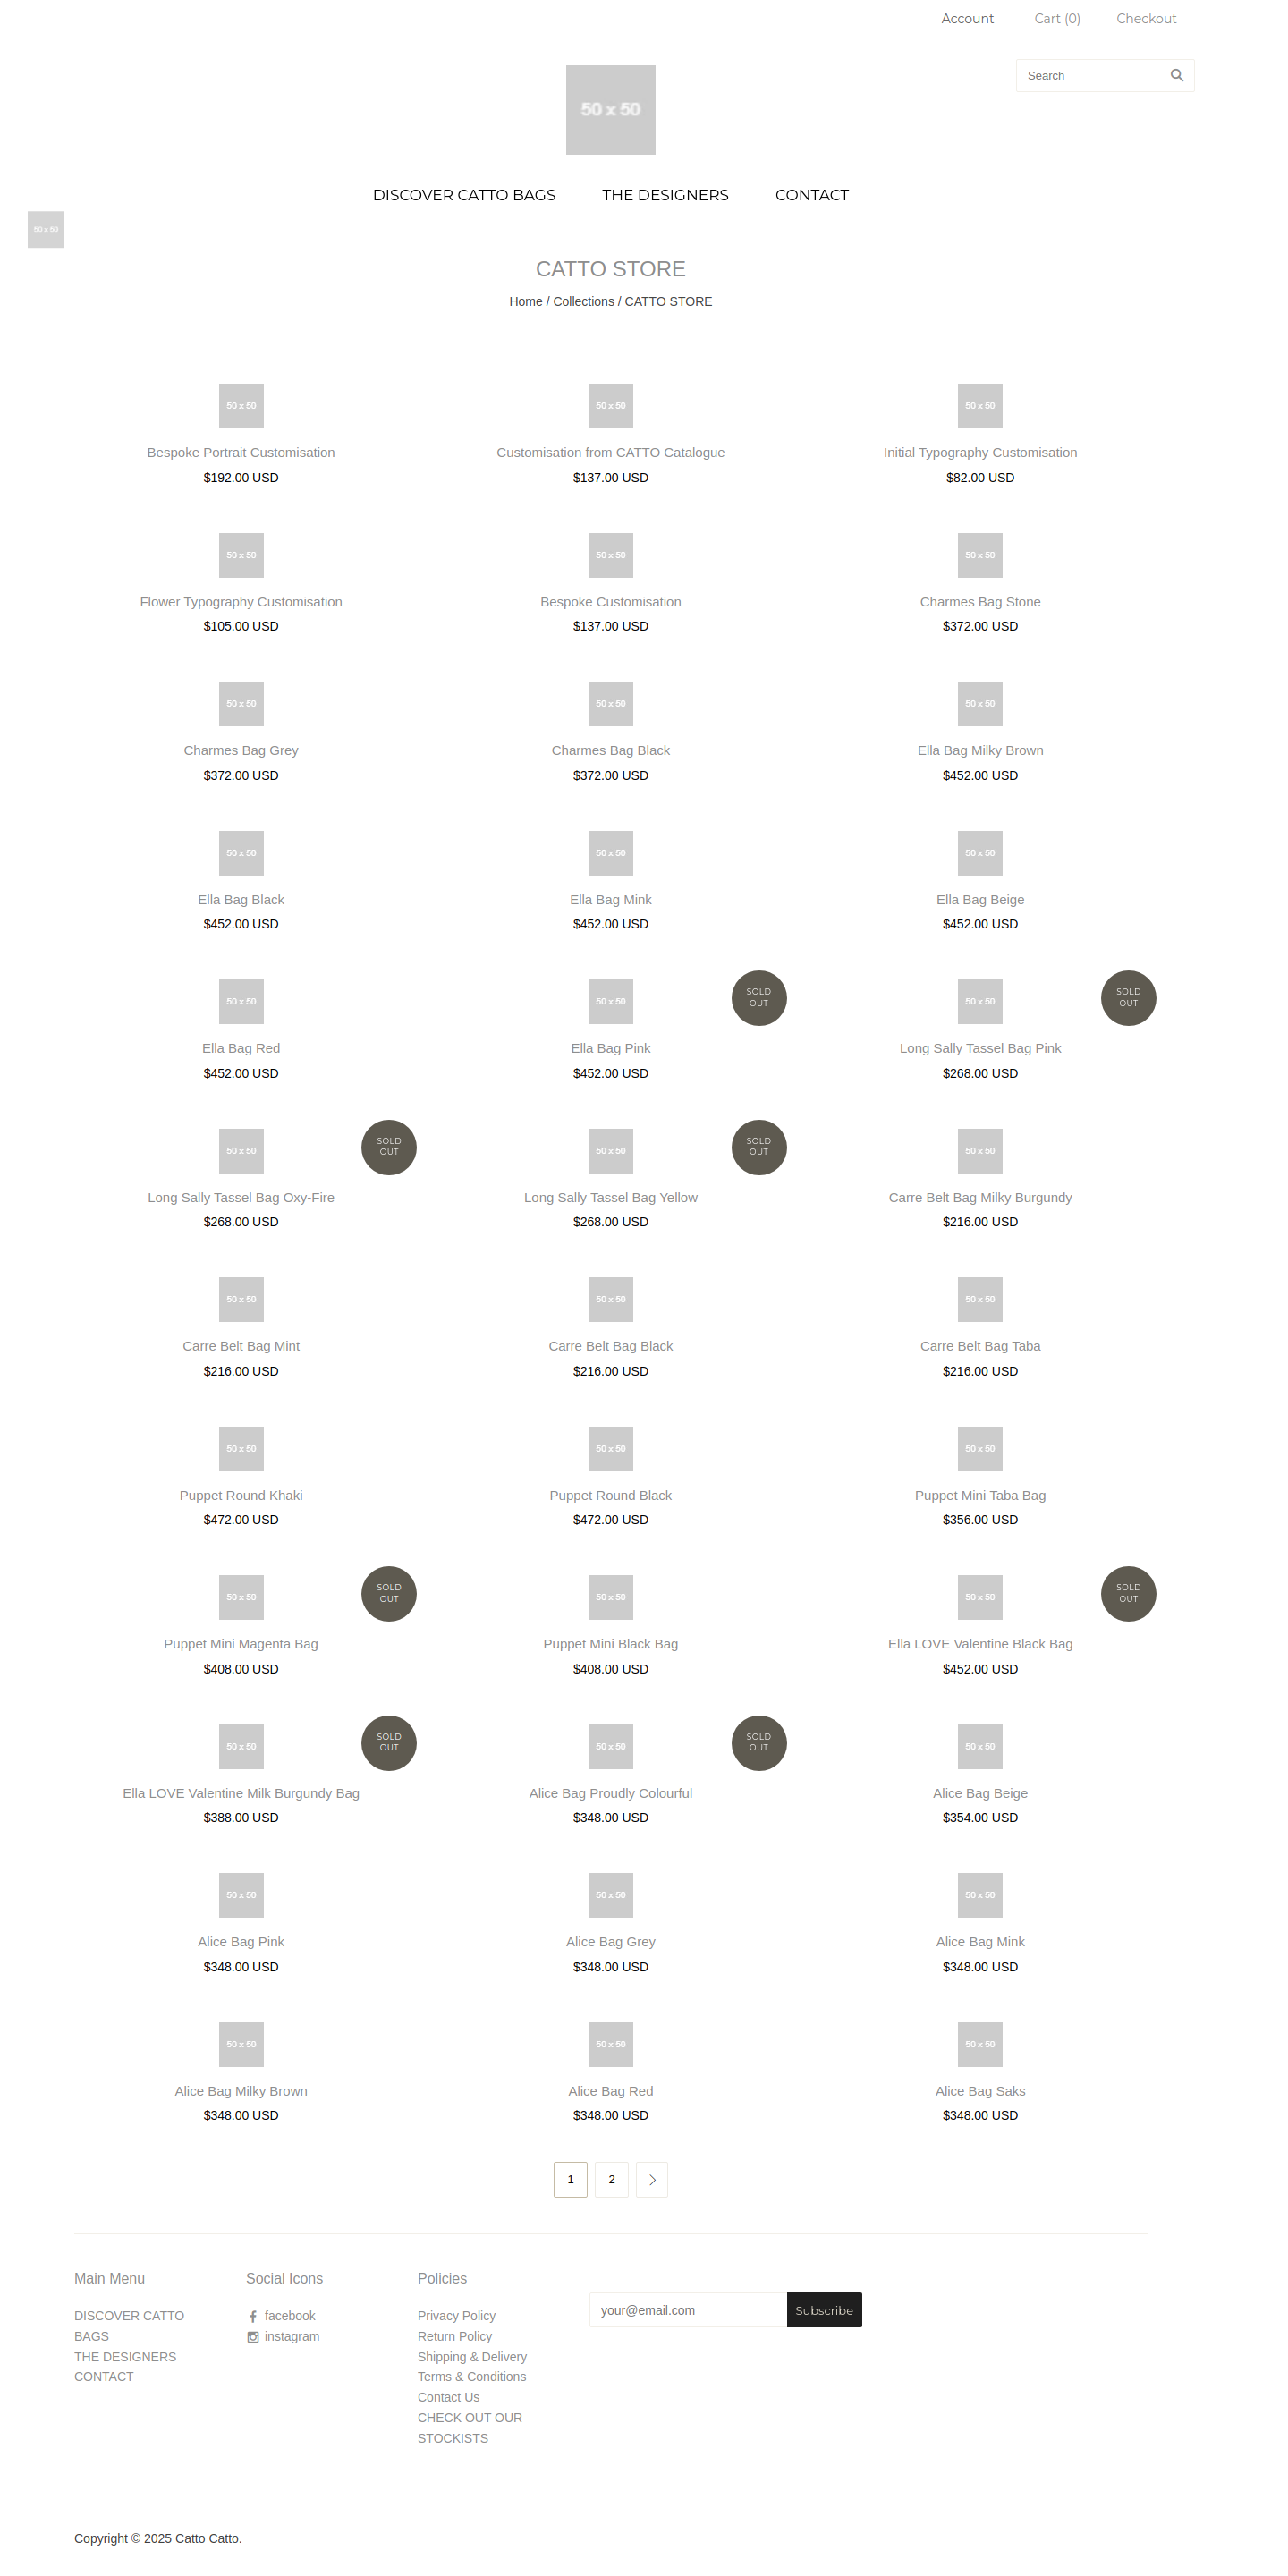 Account Cart (0) Checkout
Search
50 x 50
DISCOVER CATTO BAGS THE DESIGNERS CONTACT
50 x 50
CATTO STORE
Home / Collections / CATTO STORE
50 x 50 50 x 50 50 x 50
Bespoke Portrait Customisation Customisation from CATTO Catalogue Initial Typography Customisation
$192.00 USD $137.00 USD $82.00 USD
50 x 50 50 x 50 50 x 50
Flower Typography Customisation Bespoke Customisation Charmes Bag Stone
$105.00 USD $137.00 USD $372.00 USD
50 x 50 50 x 50 50 x 50
Charmes Bag Grey Charmes Bag Black Ella Bag Milky Brown
$372.00 USD $372.00 USD $452.00 USD
50 x 50 50 x 50 50 x 50
Ella Bag Black Ella Bag Mink Ella Bag Beige
$452.00 USD $452.00 USD $452.00 USD
50 x 50 50 x 50 SOLD OUT 50 x 50 SOLD OUT
Ella Bag Red Ella Bag Pink Long Sally Tassel Bag Pink
$452.00 USD $452.00 USD $268.00 USD
50 x 50 SOLD OUT 50 x 50 SOLD OUT 50 x 50
Long Sally Tassel Bag Oxy-Fire Long Sally Tassel Bag Yellow Carre Belt Bag Milky Burgundy
$268.00 USD $268.00 USD $216.00 USD
50 x 50 50 x 50 50 x 50
Carre Belt Bag Mint Carre Belt Bag Black Carre Belt Bag Taba
$216.00 USD $216.00 USD $216.00 USD
50 x 50 50 x 50 50 x 50
Puppet Round Khaki Puppet Round Black Puppet Mini Taba Bag
$472.00 USD $472.00 USD $356.00 USD
50 x 50 SOLD OUT 50 x 50 50 x 50 SOLD OUT
Puppet Mini Magenta Bag Puppet Mini Black Bag Ella LOVE Valentine Black Bag
$408.00 USD $408.00 USD $452.00 USD
50 x 50 SOLD OUT 50 x 50 SOLD OUT 50 x 50
Ella LOVE Valentine Milk Burgundy Bag Alice Bag Proudly Colourful Alice Bag Beige
$388.00 USD $348.00 USD $354.00 USD
50 x 50 50 x 50 50 x 50
Alice Bag Pink Alice Bag Grey Alice Bag Mink
$348.00 USD $348.00 USD $348.00 USD
50 x 50 50 x 50 50 x 50
Alice Bag Milky Brown Alice Bag Red Alice Bag Saks
$348.00 USD $348.00 USD $348.00 USD
1 2
Main Menu
DISCOVER CATTO
BAGS
THE DESIGNERS
CONTACT
Social Icons
facebook
instagram
Policies
Privacy Policy
Return Policy
Shipping & Delivery
Terms & Conditions
Contact Us
CHECK OUT OUR
STOCKISTS
your@email.com Subscribe
Copyright © 2025 Catto Catto.